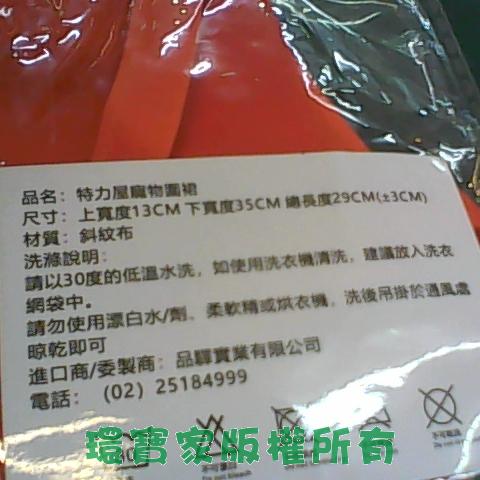 品名：特力屋寵物圍裙
尺寸：上寬度13CM 下寬度35CM 總長度29CM(±3CM)
材質：斜紋布
洗滌說明：
請以30度的低溫水洗，如使用洗衣機清洗，建議放入洗衣
網袋中。
請勿使用漂白水/劑、柔軟精或烘衣機，洗後吊掛於通風處
晾乾即可
進口商/委製商：品驛實業有限公司
電話：（02）25184999
環寶家版權所有